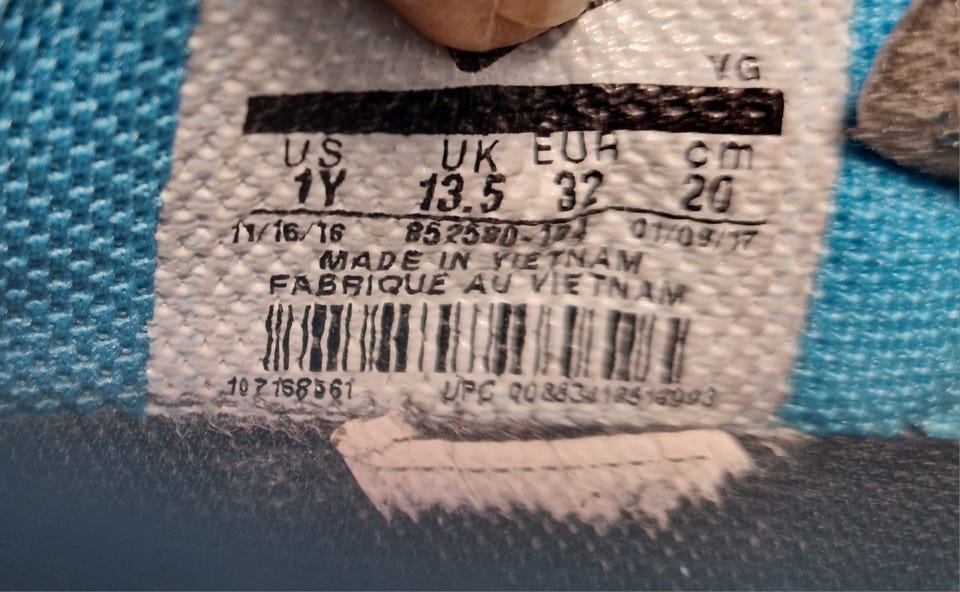 YG
US UK EUR cm
1Y 13.5 32 20
11/16/16 01/09/17
MADE IN VIETNAM
FABRIQUE AU VIETNAM
107168561 UPC